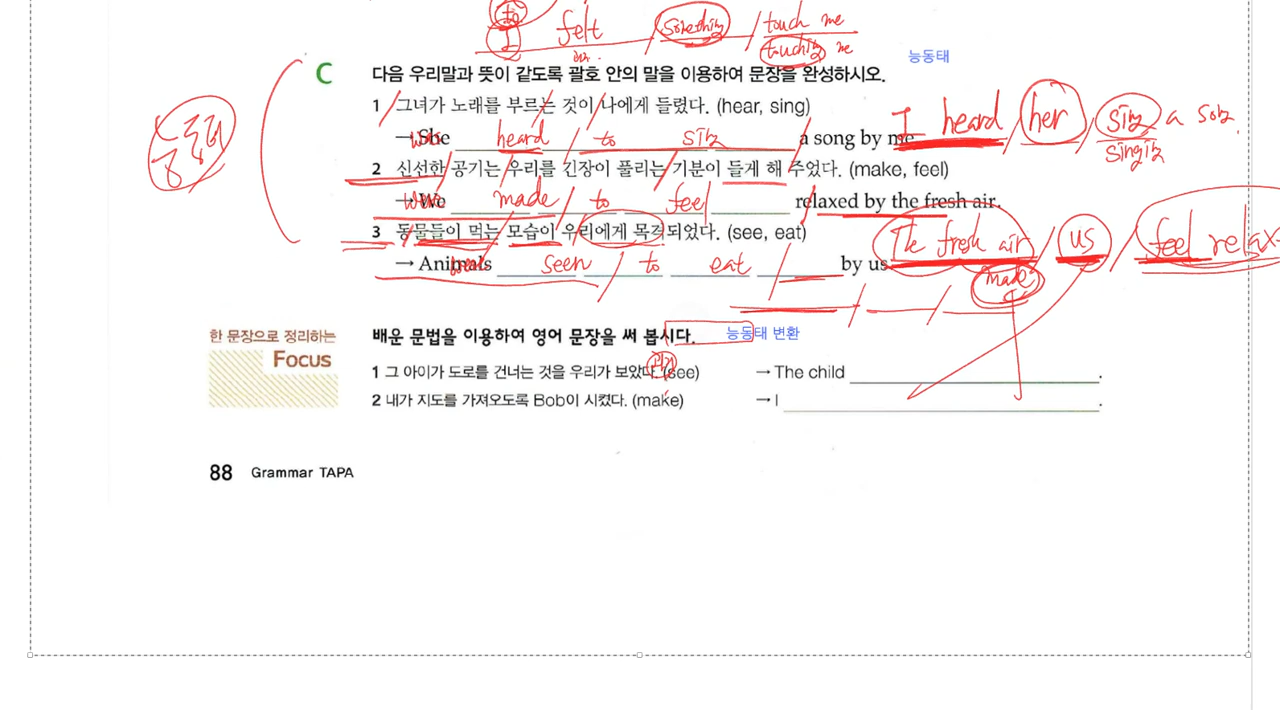 to
I felt / something / touch me
touching me
능동태
C 다음 우리말과 뜻이 같도록 괄호 안의 말을 이용하여 문장을 완성하시오.
1 그녀가 노래를 부르는 것이 나에게 들렸다. (hear, sing)
→ She was heard to sing a song by me
I heard / her / sing a song.
singing
2 신선한 공기는 우리를 긴장이 풀리는 기분이 들게 해 주었다. (make, feel)
→ We were made to feel relaxed by the fresh air.
3 동물들이 먹는 모습이 우리에게 목격되었다. (see, eat)
The fresh air / us / feel relax
make
→ Animals were seen to eat by us
한 문장으로 정리하는
Focus
배운 문법을 이용하여 영어 문장을 써 봅시다.
능동태 변환
1 그 아이가 도로를 건너는 것을 우리가 보았다. (see) → The child
2 내가 지도를 가져오도록 Bob이 시켰다. (make) → I
88 Grammar TAPA